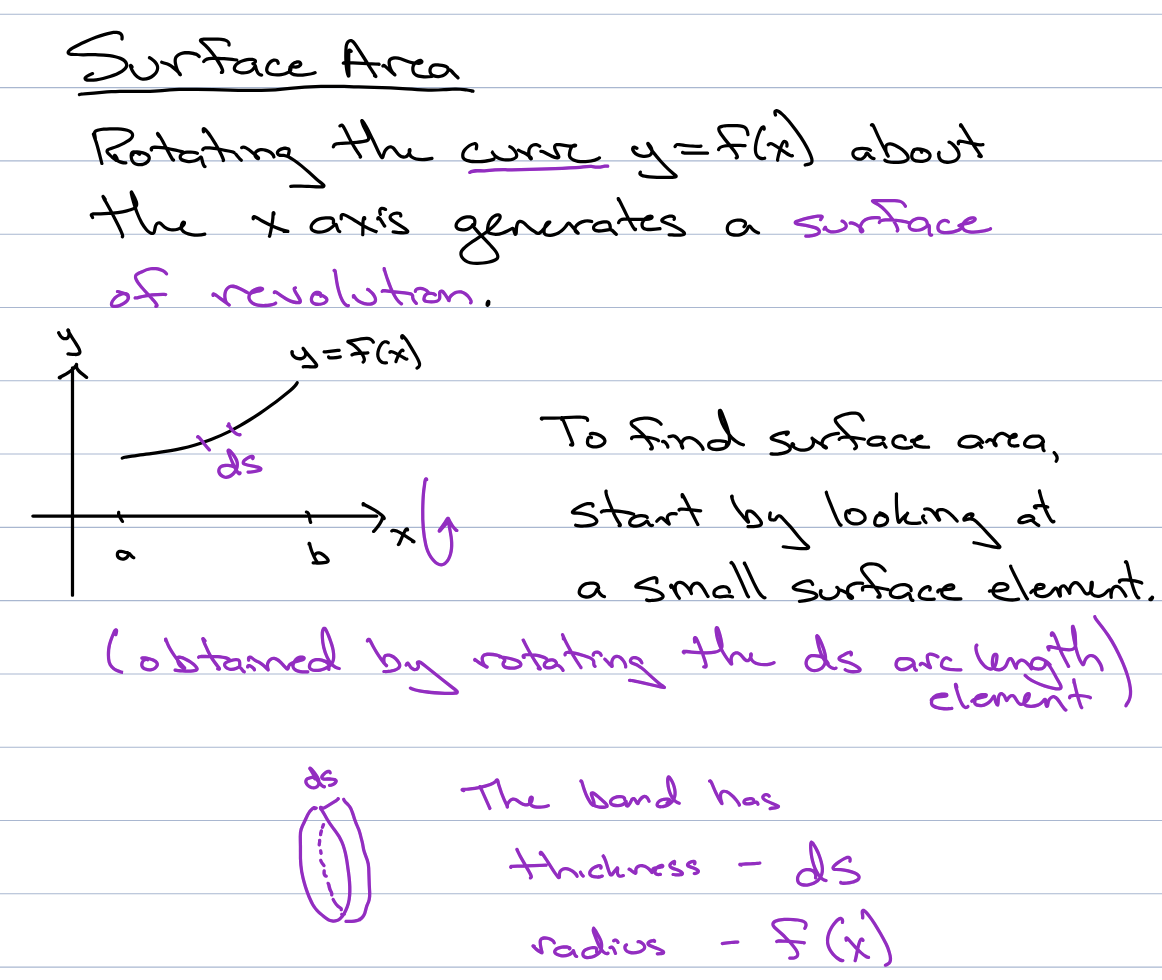 Surface Area
Rotating the curve y=f(x) about
the x axis generates a surface
of revolution.
y
y=f(x)
ds
x
a
b
To find surface area,
start by looking at
a small surface element.
(obtained by rotating the ds arc length
element)
ds
The band has
thickness - ds
radius - f(x)